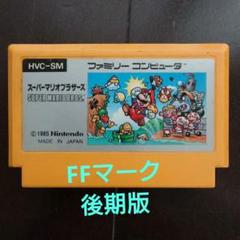 HVC-SM
ファミリー コンピュータ
スーパーマリオブラザーズ
SUPER MARIO BROS.
© 1985 Nintendo
MADE IN JAPAN
FFマーク
後期版